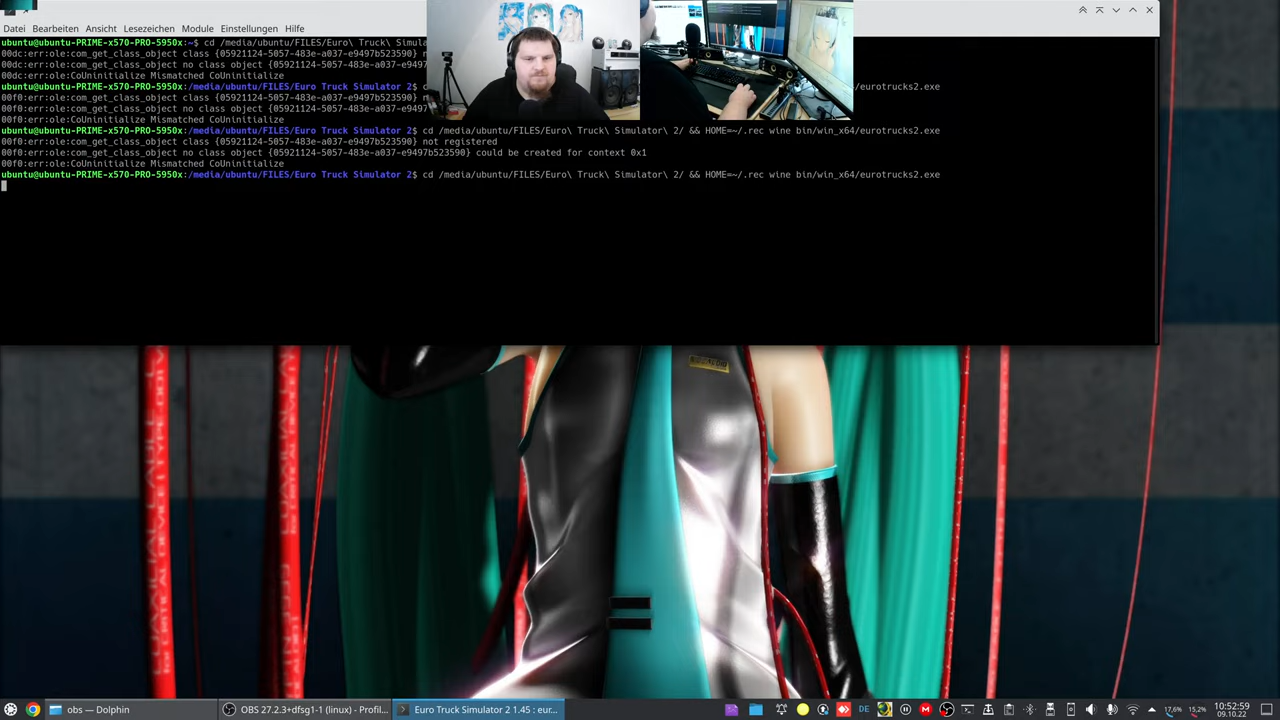 Datei Bearbeiten Ansicht Lesezeichen Module Einstellungen Hilfe
ubuntu@ubuntu-PRIME-x570-PRO-5950x:~$ cd /media/ubuntu/FILES/Euro\ Truck\ Simula
00dc:err:ole:com_get_class_object class {05921124-5057-483e-a037-e9497b523590} n
00dc:err:ole:com_get_class_object no class object {05921124-5057-483e-a037-e9497
00dc:err:ole:CoUninitialize Mismatched CoUninitialize
ubuntu@ubuntu-PRIME-x570-PRO-5950x:/media/ubuntu/FILES/Euro Truck Simulator 2$ c /eurotrucks2.exe
00f0:err:ole:com_get_class_object class {05921124-5057-483e-a037-e9497b523590} n
00f0:err:ole:com_get_class_object no class object {05921124-5057-483e-a037-e9497
00f0:err:ole:CoUninitialize Mismatched CoUninitialize
ubuntu@ubuntu-PRIME-x570-PRO-5950x:/media/ubuntu/FILES/Euro Truck Simulator 2$ cd /media/ubuntu/FILES/Euro\ Truck\ Simulator\ 2/ && HOME=~/.rec wine bin/win_x64/eurotrucks2.exe
00f0:err:ole:com_get_class_object class {05921124-5057-483e-a037-e9497b523590} not registered
00f0:err:ole:com_get_class_object no class object {05921124-5057-483e-a037-e9497b523590} could be created for context 0x1
00f0:err:ole:CoUninitialize Mismatched CoUninitialize
ubuntu@ubuntu-PRIME-x570-PRO-5950x:/media/ubuntu/FILES/Euro Truck Simulator 2$ cd /media/ubuntu/FILES/Euro\ Truck\ Simulator\ 2/ && HOME=~/.rec wine bin/win_x64/eurotrucks2.exe
obs — Dolphin
OBS 27.2.3+dfsg1-1 (linux) - Profil...
Euro Truck Simulator 2 1.45 : eur...
DE
17,6% 15,2%
10:52:59
09.10.22